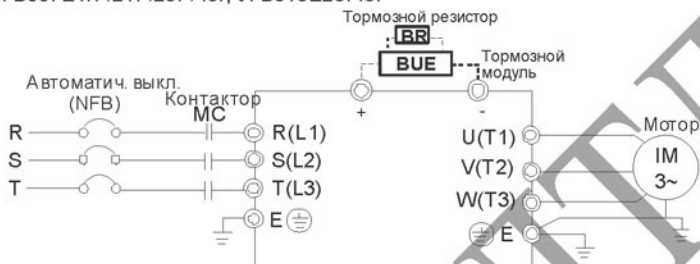 Тормозной резистор
BR
BUE
Тормозной
модуль
Автоматич. выкл.
(NFB)
Контактор
MC
+
-
R
R(L1)
U(T1)
Мотор
S
S(L2)
V(T2)
IM
3~
T
T(L3)
W(T3)
E
E